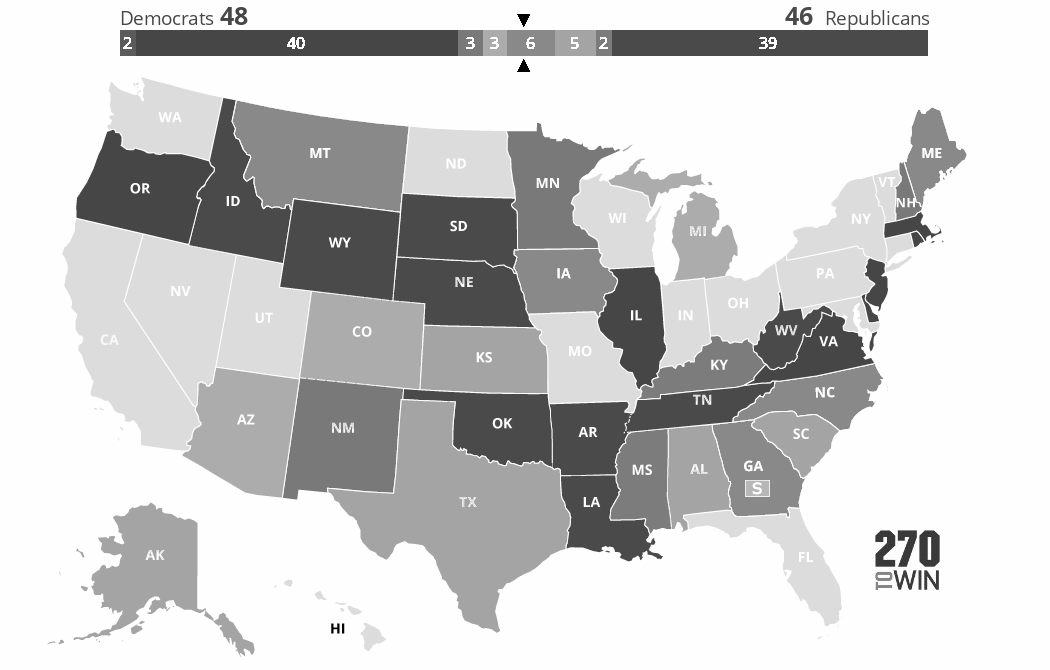 Democrats 48 46 Republicans
2 40 3 3 6 5 2 39
WA
MT
ND
MN
ME
VT
NH
OR
ID
SD
WI
NY
MI
WY
NE
IA
PA
NV
UT
CO
KS
IL
IN
OH
CA
MO
WV
VA
KY
AZ
NM
OK
AR
TN
NC
TX
LA
MS
AL
GA
S
SC
AK
HI
FL
270
TO WIN